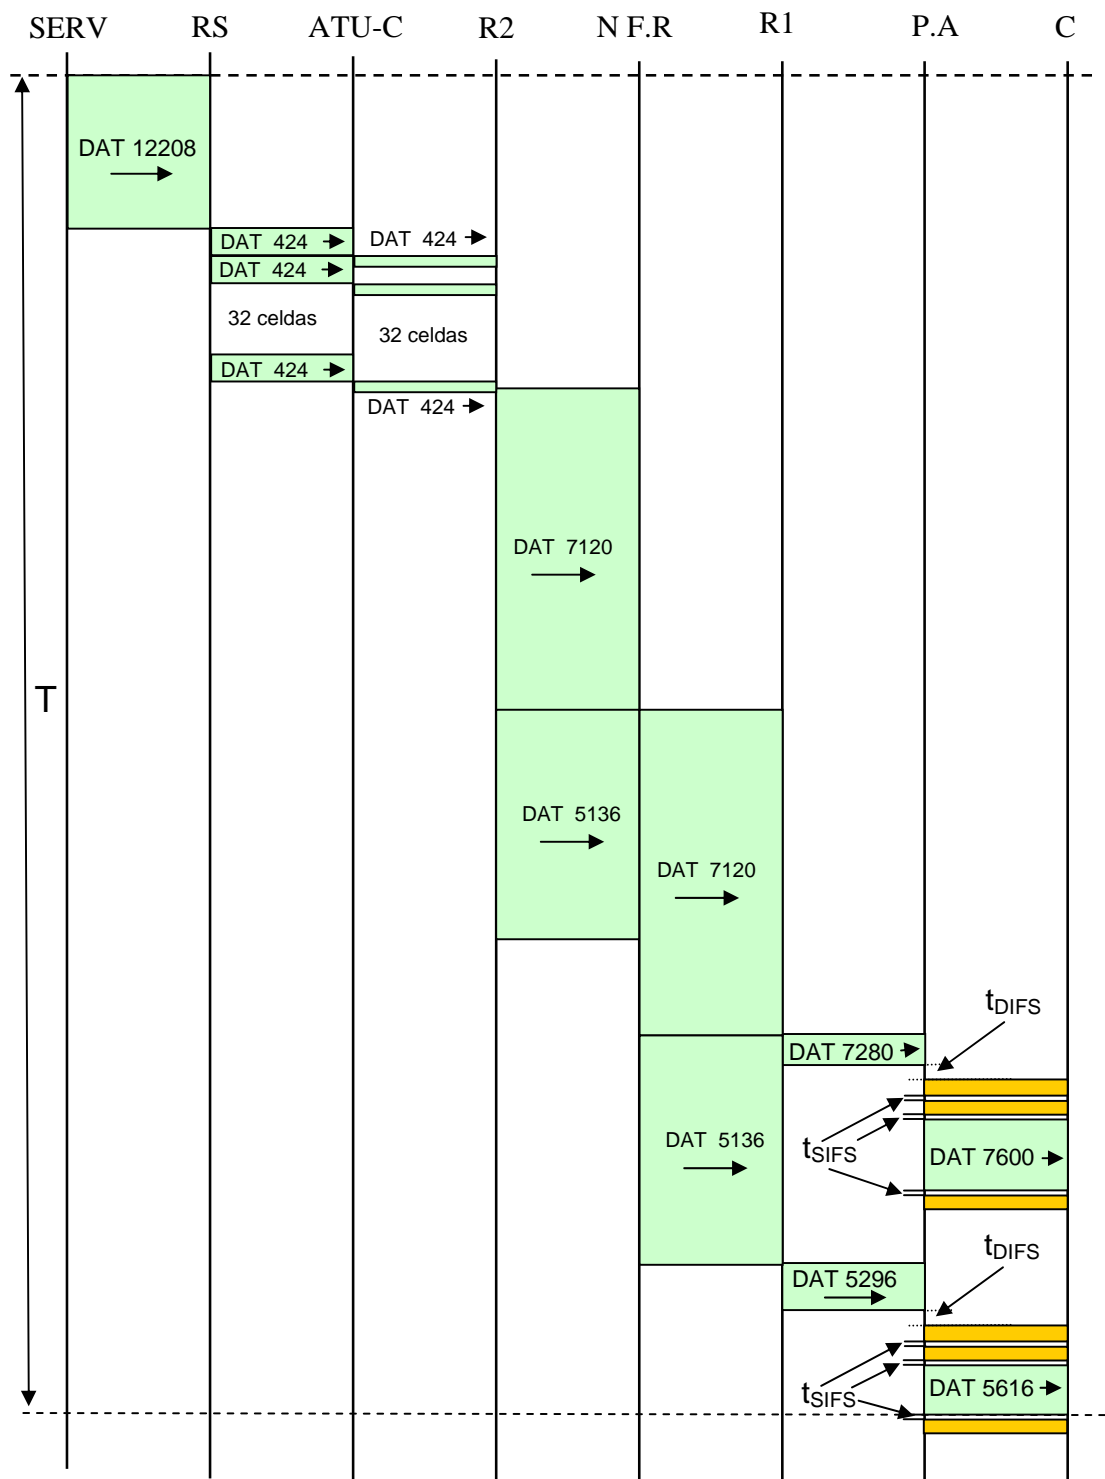 SERV RS ATU-C R2 N F.R R1 P.A C
DAT 12208
DAT 424
DAT 424
DAT 424
32 celdas
32 celdas
DAT 424
DAT 424
DAT 7120
T
DAT 5136
DAT 7120
tDIFS
DAT 7280
DAT 5136
tSIFS
DAT 7600
tDIFS
DAT 5296
tSIFS
DAT 5616